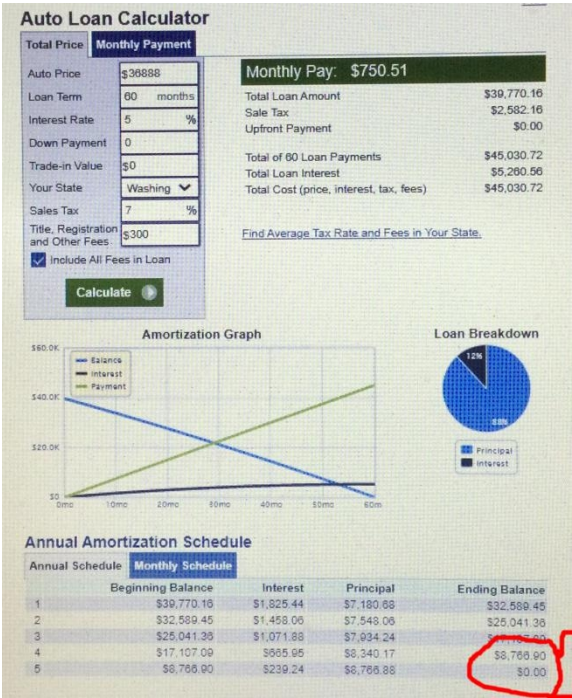 Auto Loan Calculator
Total Price Monthly Payment
Auto Price $36888
Loan Term 60 months
Interest Rate 5 %
Down Payment 0
Trade-in Value $0
Your State Washing
Sales Tax 7 %
Title, Registration and Other Fees $300
Include All Fees in Loan
Calculate
Monthly Pay: $750.51
Total Loan Amount $39,770.16
Sale Tax $2,582.16
Upfront Payment $0.00
Total of 60 Loan Payments $45,030.72
Total Loan Interest $5,260.56
Total Cost (price, interest, tax, fees) $45,030.72
Find Average Tax Rate and Fees in Your State.
Amortization Graph
$60.0K
$40.0K
$20.0K
$0
Balance
Interest
Payment
0mo 10mo 20mo 30mo 40mo 50mo 60m
Loan Breakdown
12%
88%
Principal
Interest
Annual Amortization Schedule
Annual Schedule Monthly Schedule
Beginning Balance Interest Principal Ending Balance
1 $39,770.16 $1,825.44 $7,180.68 $32,589.45
2 $32,589.45 $1,458.06 $7,548.06 $25,041.36
3 $25,041.36 $1,071.88 $7,934.24 $17,107.09
4 $17,107.09 $665.95 $8,340.17 $8,766.90
5 $8,766.90 $239.24 $8,766.88 $0.00